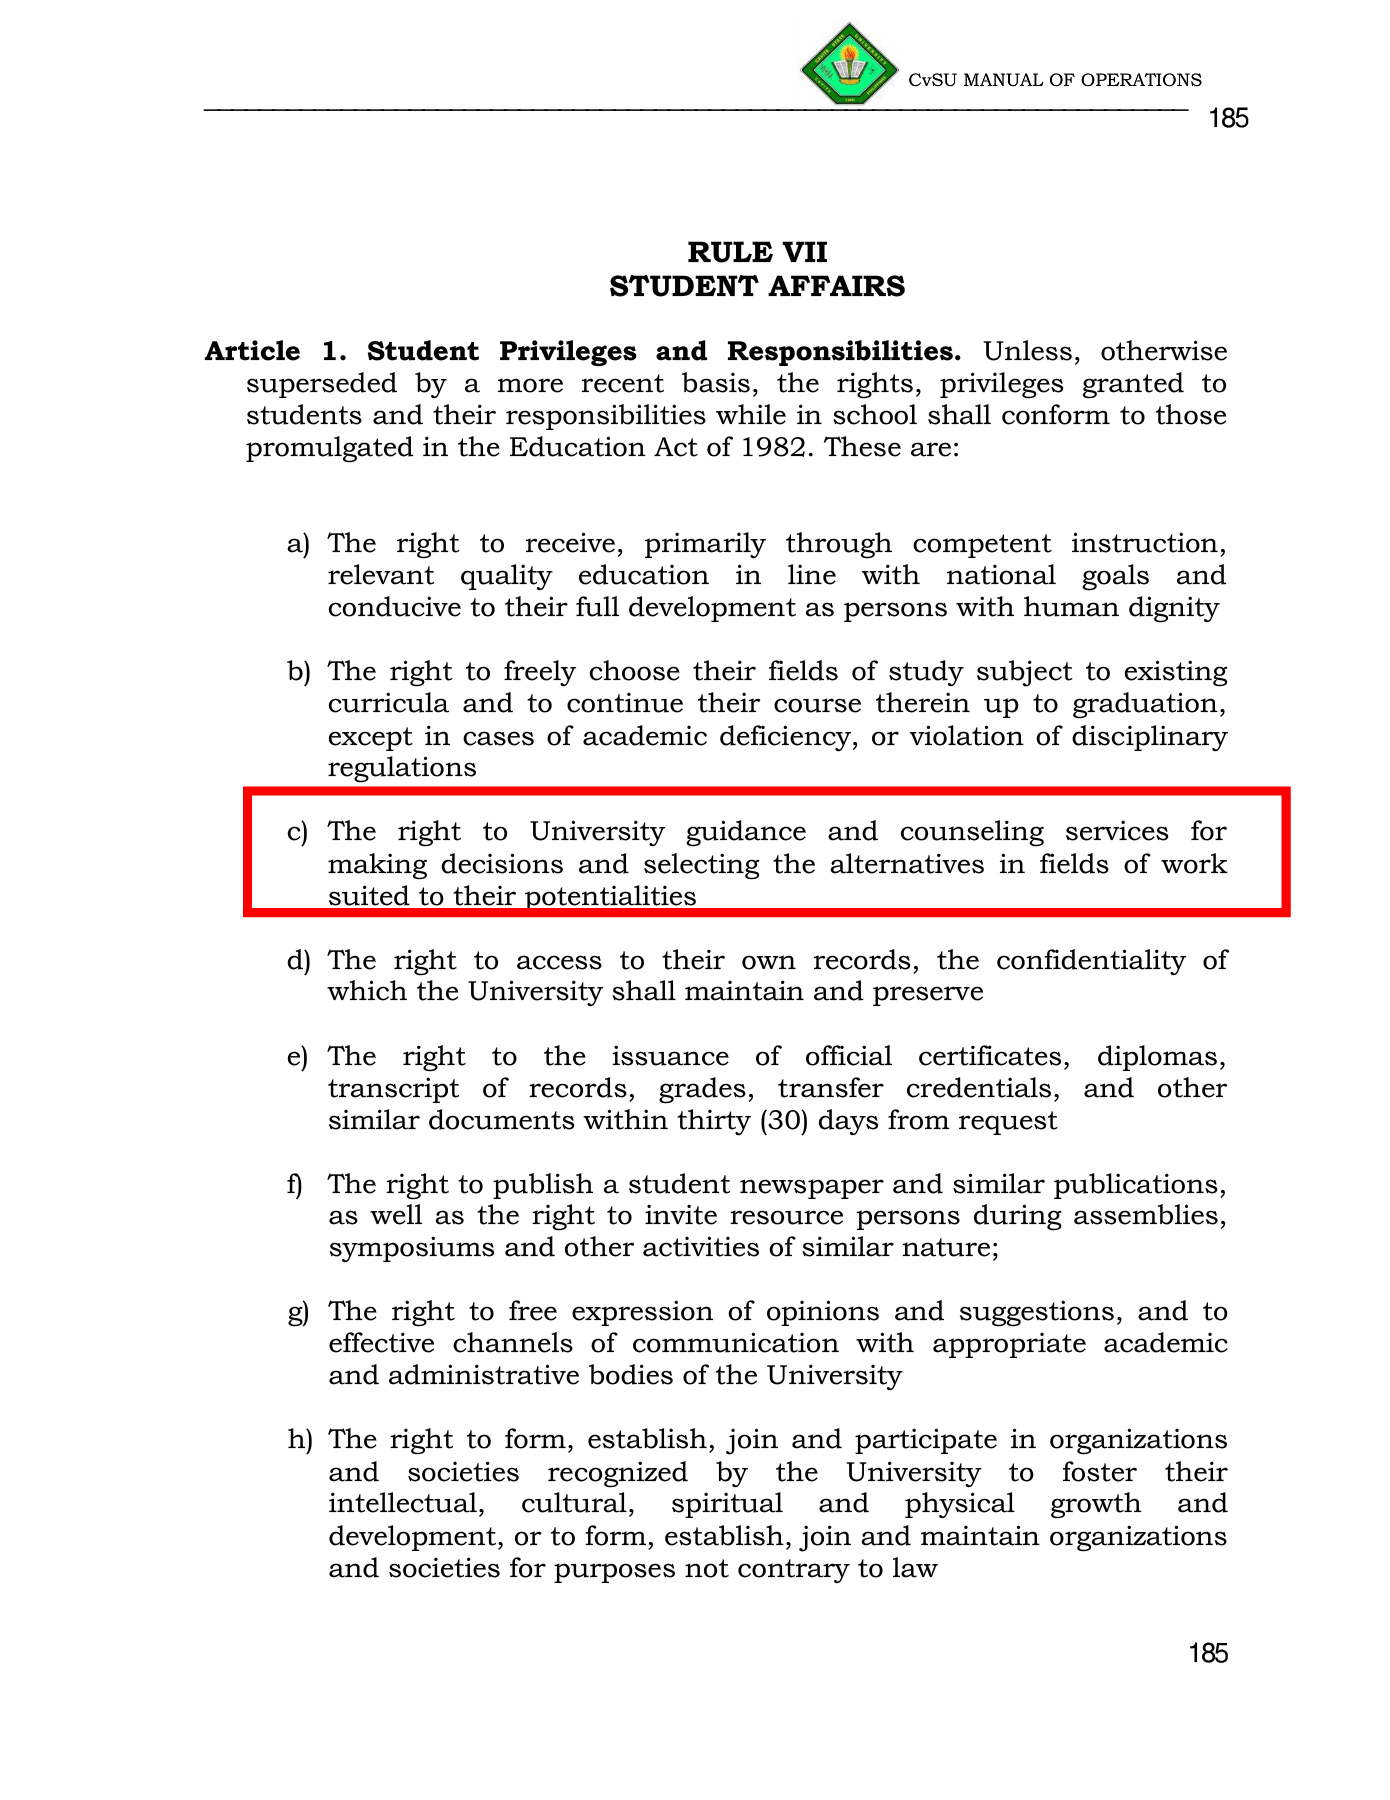 CvSU MANUAL OF OPERATIONS
185
RULE VII
STUDENT AFFAIRS
Article 1. Student Privileges and Responsibilities. Unless, otherwise
superseded by a more recent basis, the rights, privileges granted to
students and their responsibilities while in school shall conform to those
promulgated in the Education Act of 1982. These are:
a) The right to receive, primarily through competent instruction,
relevant quality education in line with national goals and
conducive to their full development as persons with human dignity
b) The right to freely choose their fields of study subject to existing
curricula and to continue their course therein up to graduation,
except in cases of academic deficiency, or violation of disciplinary
regulations
c) The right to University guidance and counseling services for
making decisions and selecting the alternatives in fields of work
suited to their potentialities
d) The right to access to their own records, the confidentiality of
which the University shall maintain and preserve
e) The right to the issuance of official certificates, diplomas,
transcript of records, grades, transfer credentials, and other
similar documents within thirty (30) days from request
f) The right to publish a student newspaper and similar publications,
as well as the right to invite resource persons during assemblies,
symposiums and other activities of similar nature;
g) The right to free expression of opinions and suggestions, and to
effective channels of communication with appropriate academic
and administrative bodies of the University
h) The right to form, establish, join and participate in organizations
and societies recognized by the University to foster their
intellectual, cultural, spiritual and physical growth and
development, or to form, establish, join and maintain organizations
and societies for purposes not contrary to law
185